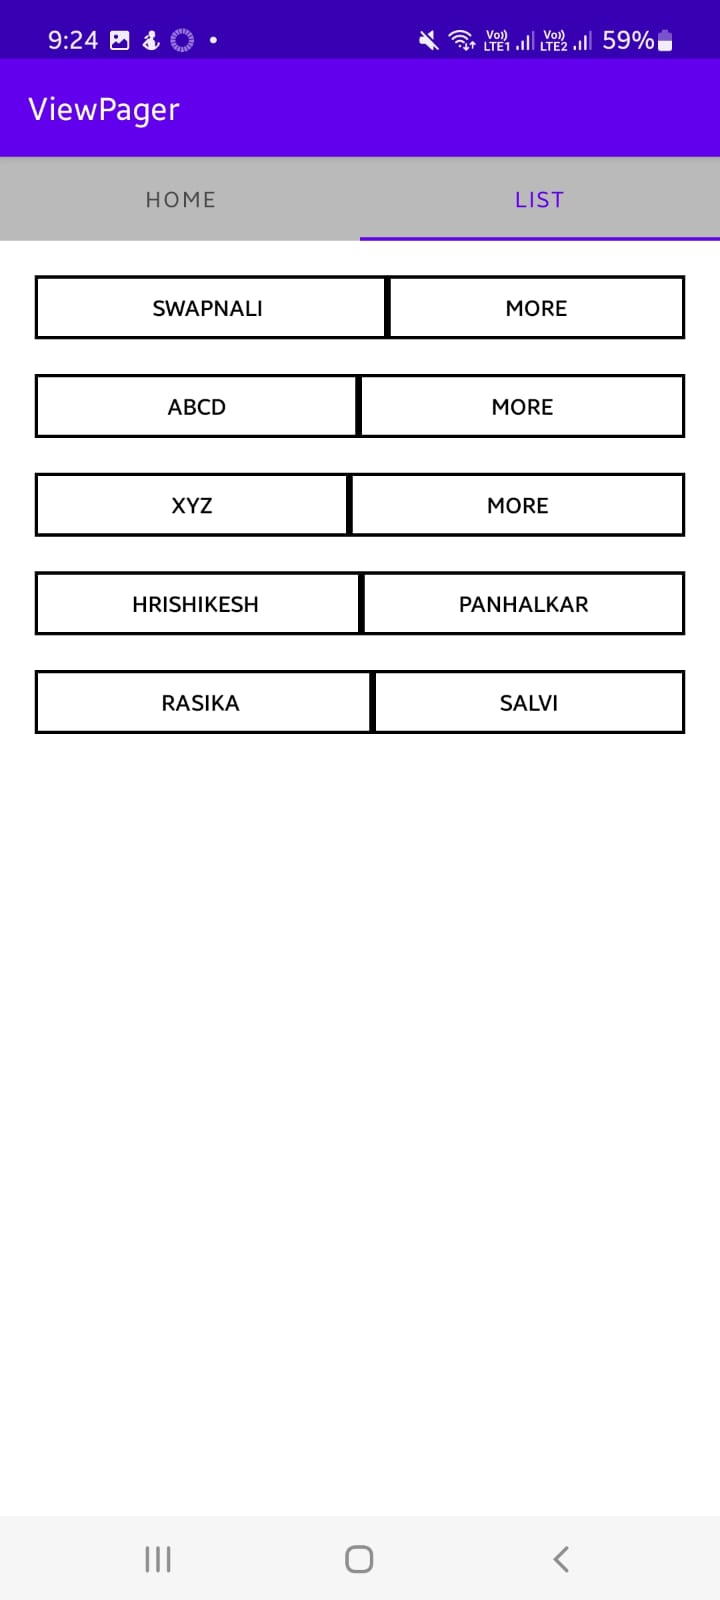 9:24 Vo)) LTE1 Vo)) LTE2 59%
ViewPager
HOME LIST
SWAPNALI MORE
ABCD MORE
XYZ MORE
HRISHIKESH PANHALKAR
RASIKA SALVI